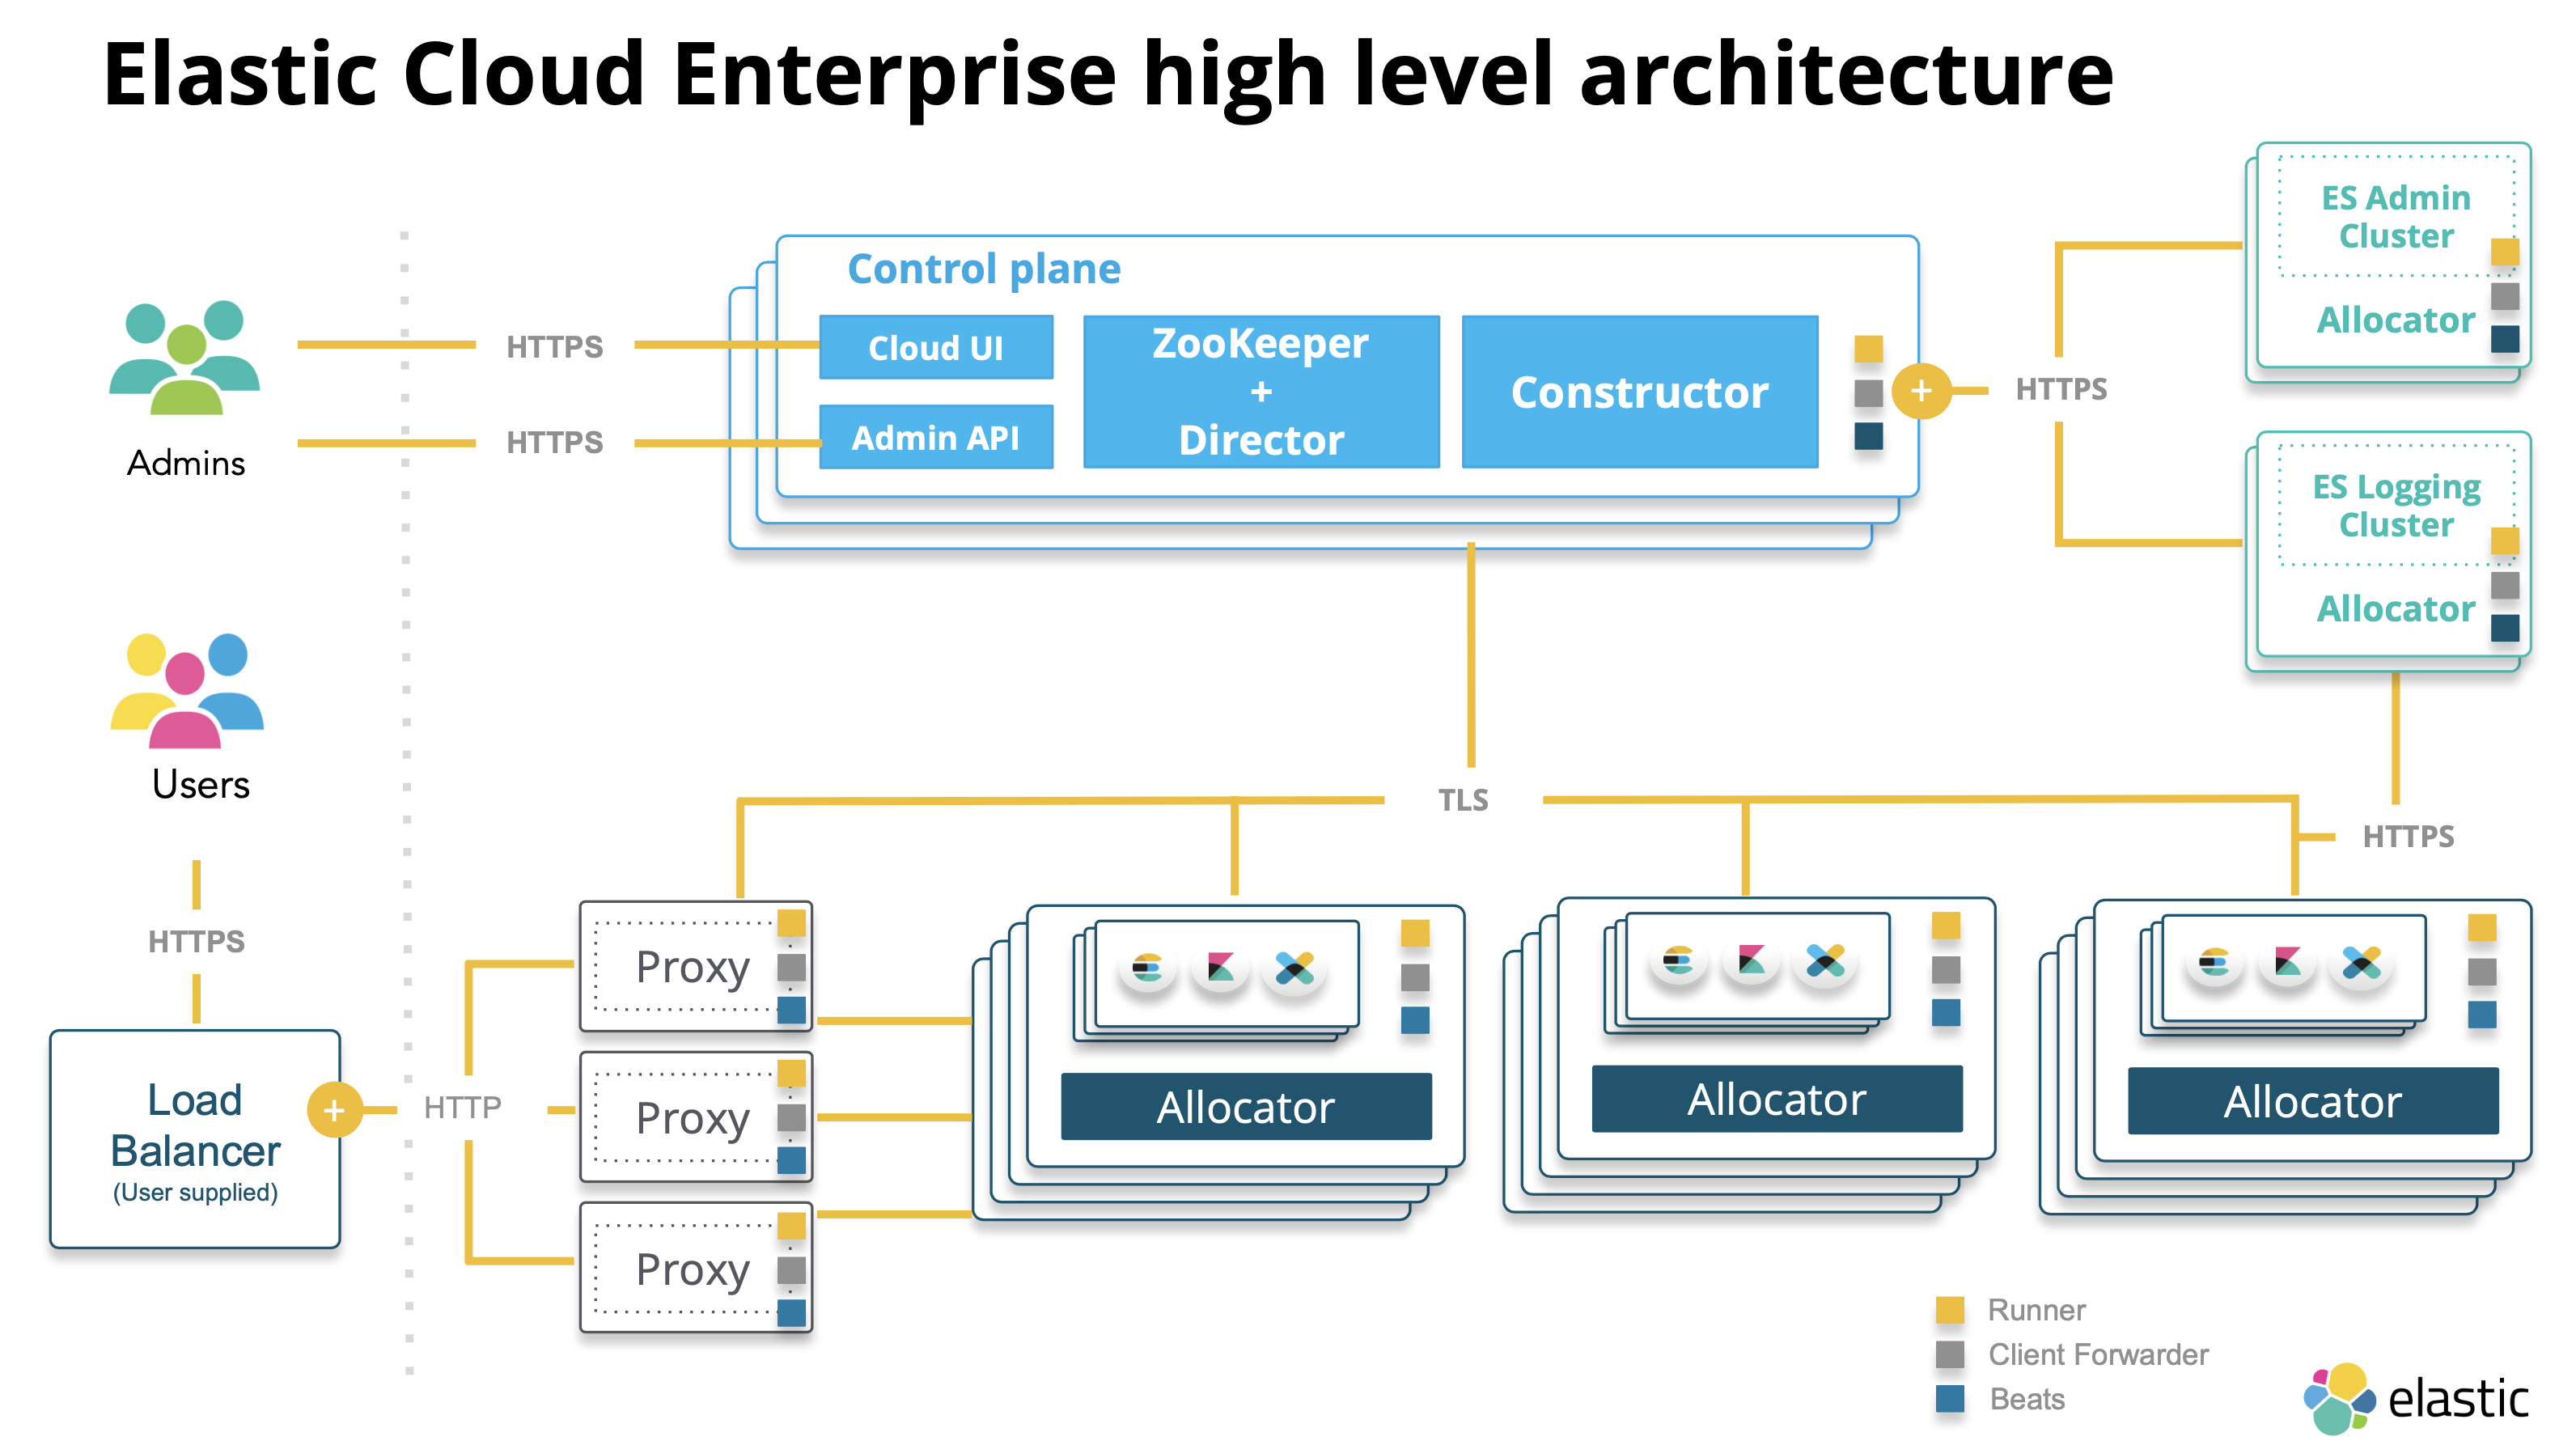 Elastic Cloud Enterprise high level architecture
Admins
HTTPS
HTTPS
Control plane
Cloud UI
Admin API
ZooKeeper
+
Director
Constructor
+
HTTPS
ES Admin
Cluster
Allocator
ES Logging
Cluster
Allocator
Users
HTTPS
TLS
HTTPS
Load
Balancer
(User supplied)
+
HTTP
Proxy
Proxy
Proxy
Allocator
Allocator
Allocator
Runner
Client Forwarder
Beats
elastic